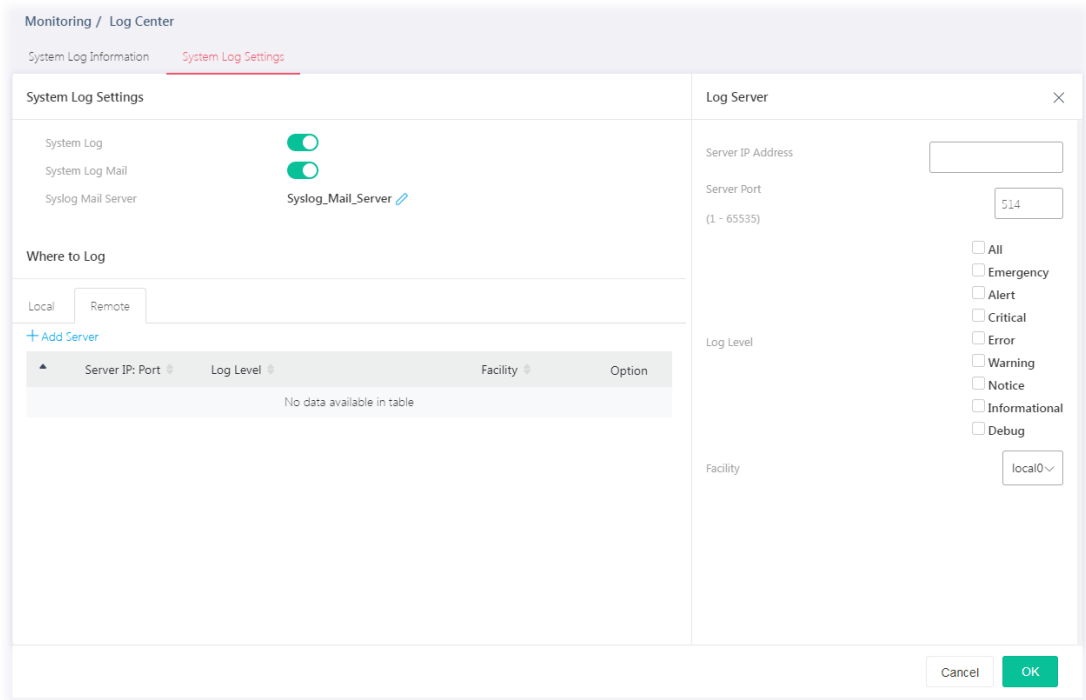 Monitoring / Log Center
System Log Information System Log Settings
System Log Settings
System Log
System Log Mail
Syslog Mail Server Syslog_Mail_Server
Where to Log
Local Remote
+ Add Server
Server IP: Port Log Level Facility Option
No data available in table
Log Server
Server IP Address
Server Port
514
(1 - 65535)
All
Emergency
Alert
Critical
Error
Log Level
Warning
Notice
Informational
Debug
Facility local0
Cancel OK